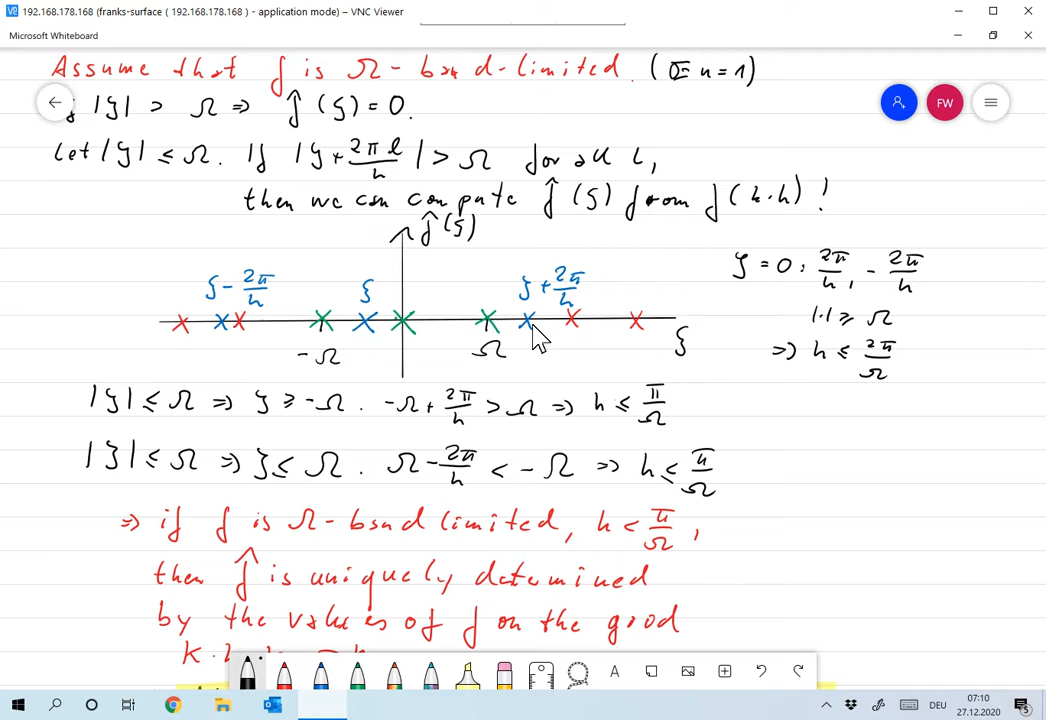 192.168.178.168 (franks-surface ( 192.168.178.168 ) - application mode) – VNC Viewer
Microsoft Whiteboard
Assume that f is Ω-band-limited. ( n=1)
|ξ| > Ω ⇒ f̂(ξ)=0.
FW
Let |ξ| ≤ Ω. If |ξ+2πl/h| > Ω for all l,
then we can compute f̂(ξ) from f(k·h)!
f̂(ξ)
ξ-2π/h ξ ξ+2π/h
-Ω Ω ξ
ξ=0, 2π/h, -2π/h
|.| ≥ Ω
⇒ h ≤ 2π/Ω
|ξ| ≤ Ω ⇒ ξ ≥ -Ω. -Ω+2π/h > Ω ⇒ h ≤ π/Ω
|ξ| ≤ Ω ⇒ ξ ≤ Ω. Ω-2π/h < -Ω ⇒ h ≤ π/Ω
⇒ if f is Ω-band limited, h < π/Ω,
then f̂ is uniquely determined
by the values of f on the grid
A
DEU
07:10
27.12.2020
5